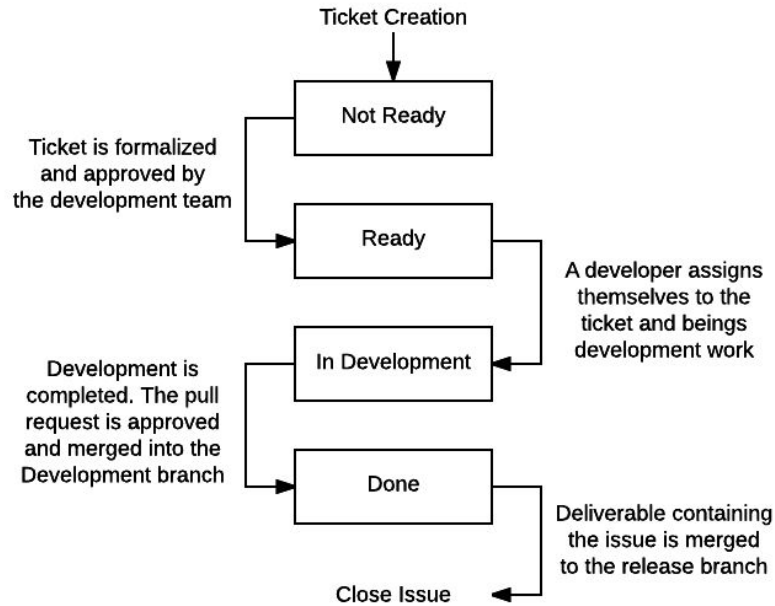 Ticket Creation
Not Ready
Ticket is formalized
and approved by
the development team
Ready
A developer assigns
themselves to the
ticket and beings
development work
In Development
Development is
completed. The pull
request is approved
and merged into the
Development branch
Done
Deliverable containing
the issue is merged
to the release branch
Close Issue